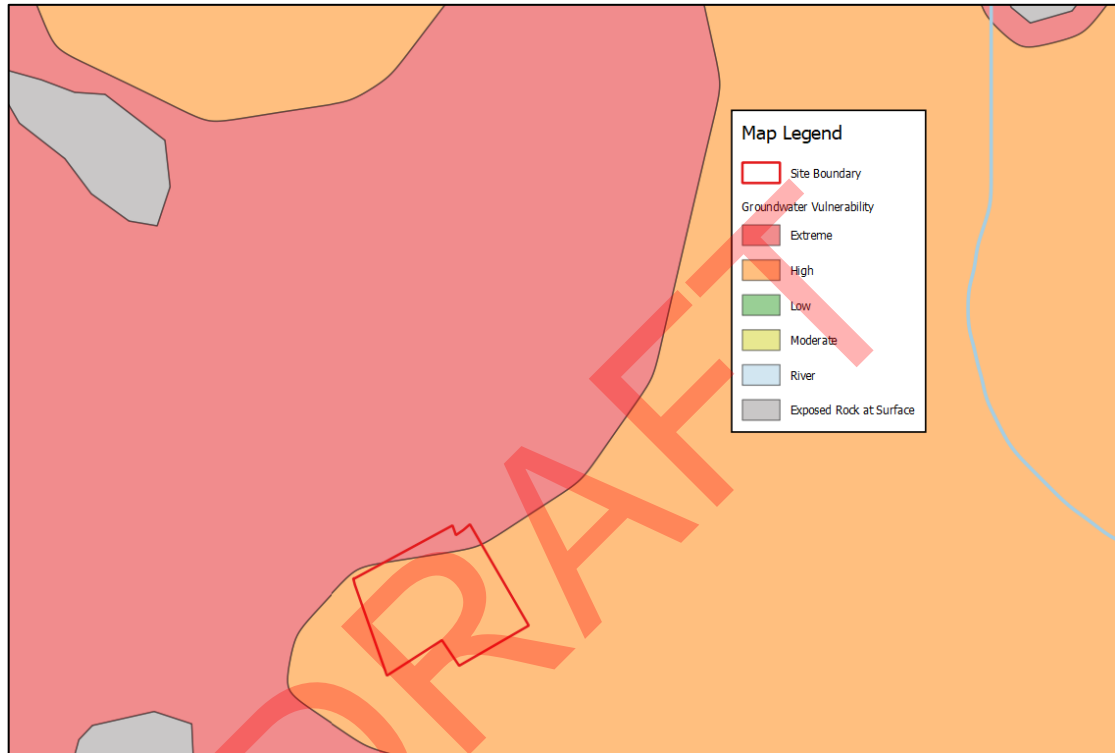 Map Legend
Site Boundary
Groundwater Vulnerability
Extreme
High
Low
Moderate
River
Exposed Rock at Surface
DRAFT